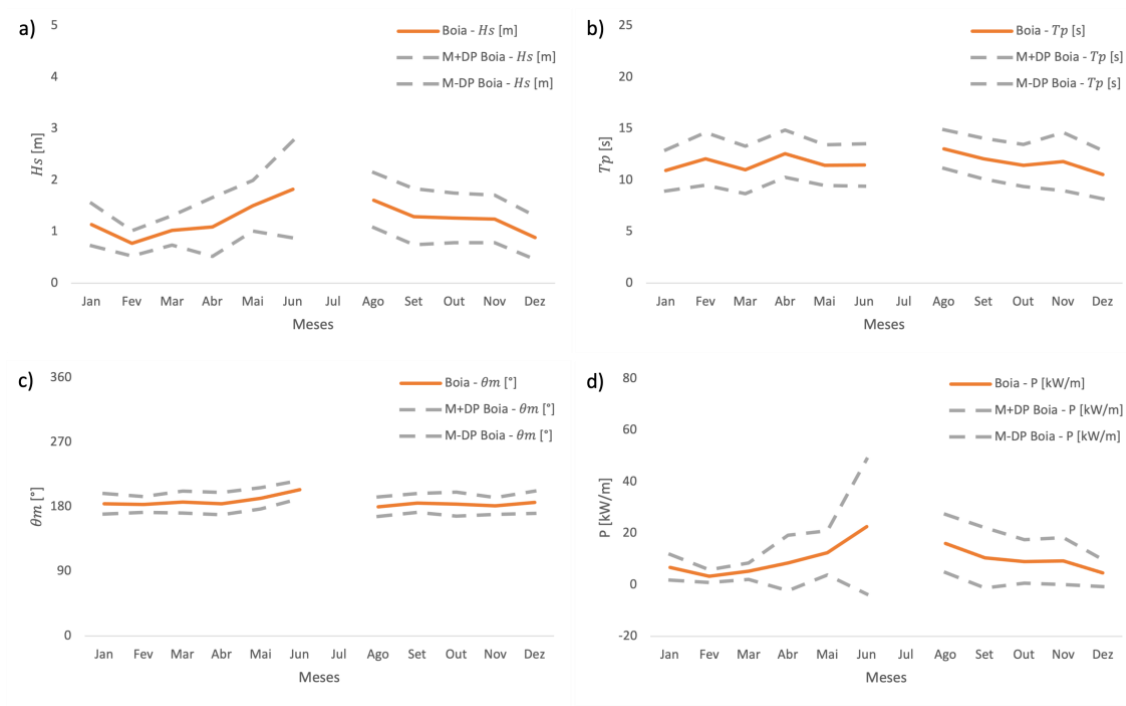 a)
Boia - Hs [m]
M+DP Boia - Hs [m]
M-DP Boia - Hs [m]
5
4
3
2
1
0
Hs [m]
Jan Fev Mar Abr Mai Jun Jul Ago Set Out Nov Dez
Meses
b)
Boia - Tp [s]
M+DP Boia - Tp [s]
M-DP Boia - Tp [s]
25
20
15
10
5
0
Tp [s]
Jan Fev Mar Abr Mai Jun Jul Ago Set Out Nov Dez
Meses
c)
Boia - θm [°]
M+DP Boia - θm [°]
M-DP Boia - θm [°]
360
270
180
90
0
θm [°]
Jan Fev Mar Abr Mai Jun Jul Ago Set Out Nov Dez
Meses
d)
Boia - P [kW/m]
M+DP Boia - P [kW/m]
M-DP Boia - P [kW/m]
80
60
40
20
0
-20
P [kW/m]
Jan Fev Mar Abr Mai Jun Jul Ago Set Out Nov Dez
Meses